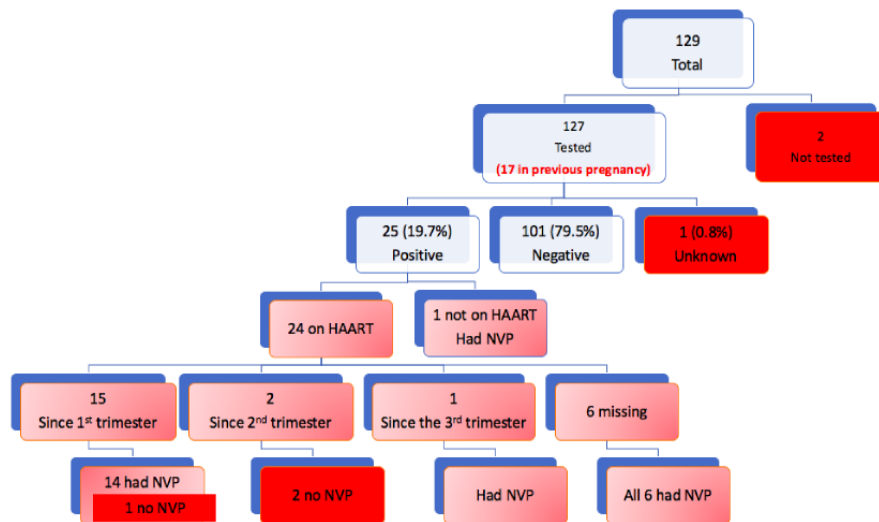 129
Total
127
Tested
(17 in previous pregnancy)
2
Not tested
25 (19.7%)
Positive
101 (79.5%)
Negative
1 (0.8%)
Unknown
24 on HAART
1 not on HAART
Had NVP
15
Since 1st trimester
2
Since 2nd trimester
1
Since the 3rd trimester
6 missing
14 had NVP
1 no NVP
2 no NVP
Had NVP
All 6 had NVP